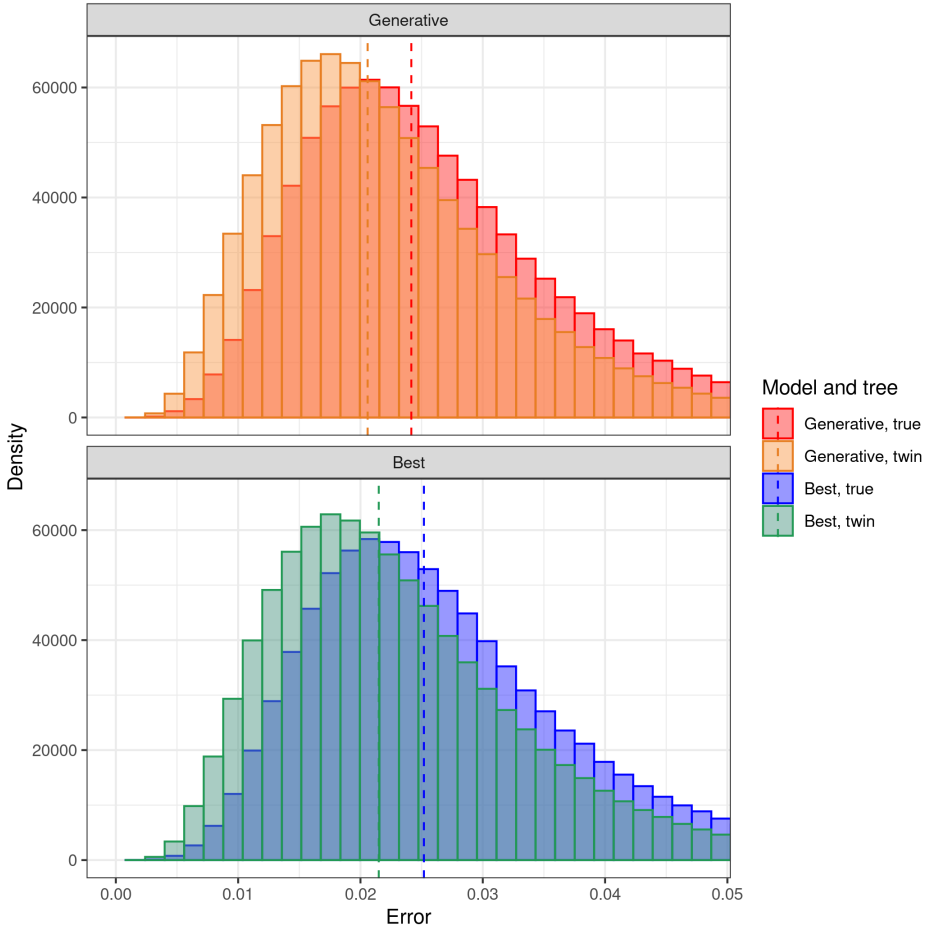 Generative
60000
40000
20000
0
Best
60000
40000
20000
0
0.00 0.01 0.02 0.03 0.04 0.05
Error
Density
Model and tree
Generative, true
Generative, twin
Best, true
Best, twin